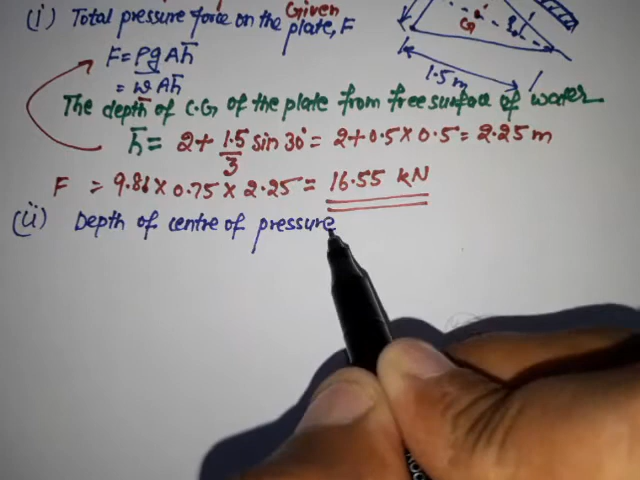 (i) Total pressure force on the Given plate, F
F = ρgAh̄
= wAh̄
G
1.5 m
The depth of C.G of the plate from free surface of water
h̄ = 2 + 1.5/3 sin 30° = 2 + 0.5 × 0.5 = 2.25 m
F = 9.81 × 0.75 × 2.25 = 16.55 KN
(ii) Depth of centre of pressure